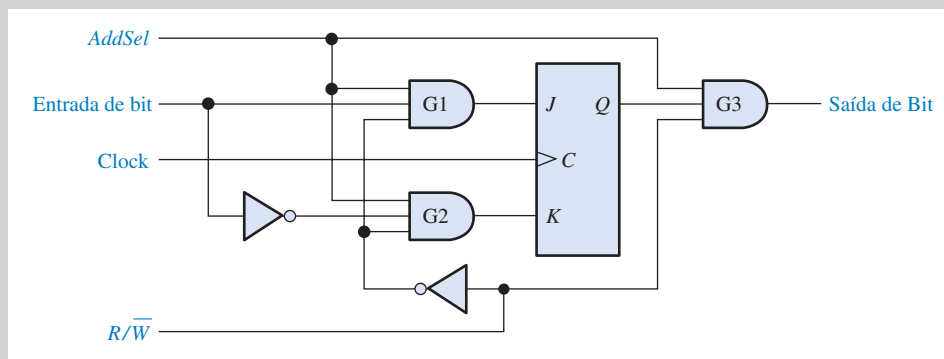 AddSel
Entrada de bit
G1
J
Q
G3
Saída de Bit
Clock
C
G2
K
R/W̅